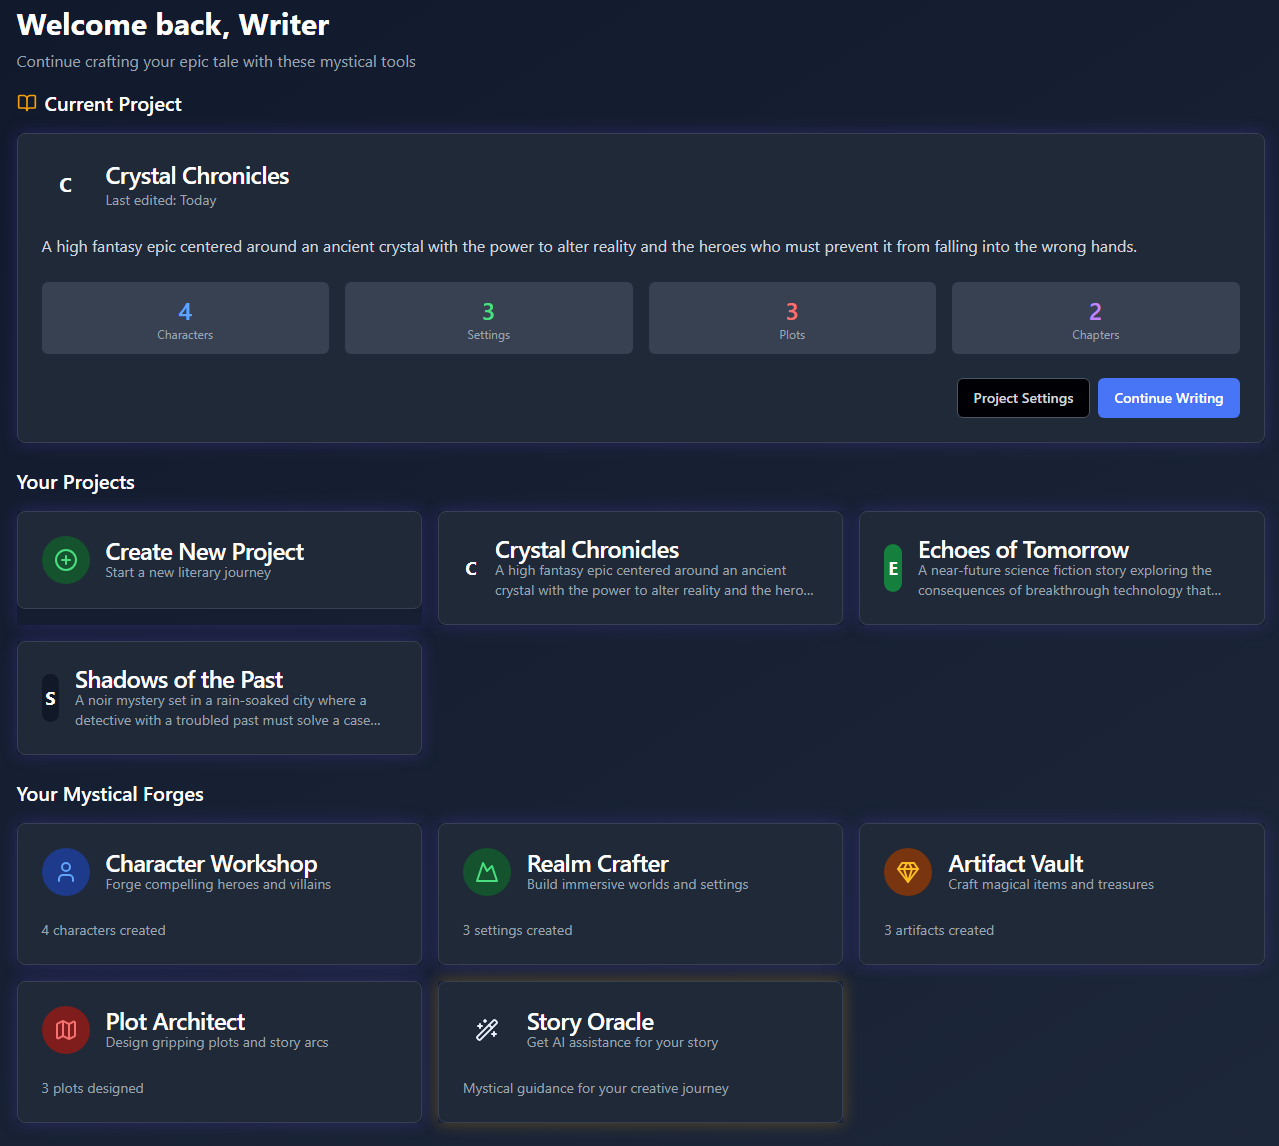 Welcome back, Writer
Continue crafting your epic tale with these mystical tools
Current Project
C
Crystal Chronicles
Last edited: Today
A high fantasy epic centered around an ancient crystal with the power to alter reality and the heroes who must prevent it from falling into the wrong hands.
4
Characters
3
Settings
3
Plots
2
Chapters
Project Settings
Continue Writing
Your Projects
Create New Project
Start a new literary journey
C
Crystal Chronicles
A high fantasy epic centered around an ancient
crystal with the power to alter reality and the hero...
E
Echoes of Tomorrow
A near-future science fiction story exploring the
consequences of breakthrough technology that...
S
Shadows of the Past
A noir mystery set in a rain-soaked city where a
detective with a troubled past must solve a case...
Your Mystical Forges
Character Workshop
Forge compelling heroes and villains
4 characters created
Realm Crafter
Build immersive worlds and settings
3 settings created
Artifact Vault
Craft magical items and treasures
3 artifacts created
Plot Architect
Design gripping plots and story arcs
3 plots designed
Story Oracle
Get AI assistance for your story
Mystical guidance for your creative journey